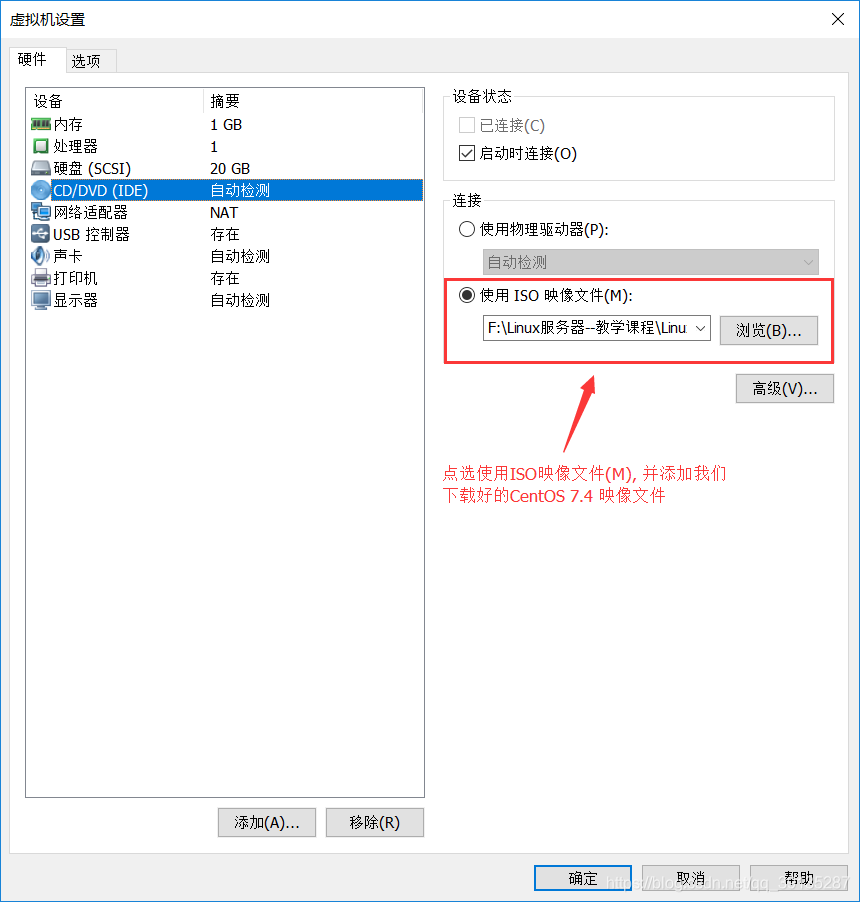 虚拟机设置
硬件 选项
设备 摘要
内存 1 GB
处理器 1
硬盘 (SCSI) 20 GB
CD/DVD (IDE) 自动检测
网络适配器 NAT
USB 控制器 存在
声卡 自动检测
打印机 存在
显示器 自动检测
添加(A)... 移除(R)
设备状态
已连接(C)
启动时连接(O)
连接
使用物理驱动器(P):
自动检测
使用 ISO 映像文件(M):
F:\Linux服务器--教学课程\Linu 浏览(B)...
高级(V)...
点选使用ISO映像文件(M), 并添加我们
下载好的CentOS 7.4 映像文件
确定 取消 帮助